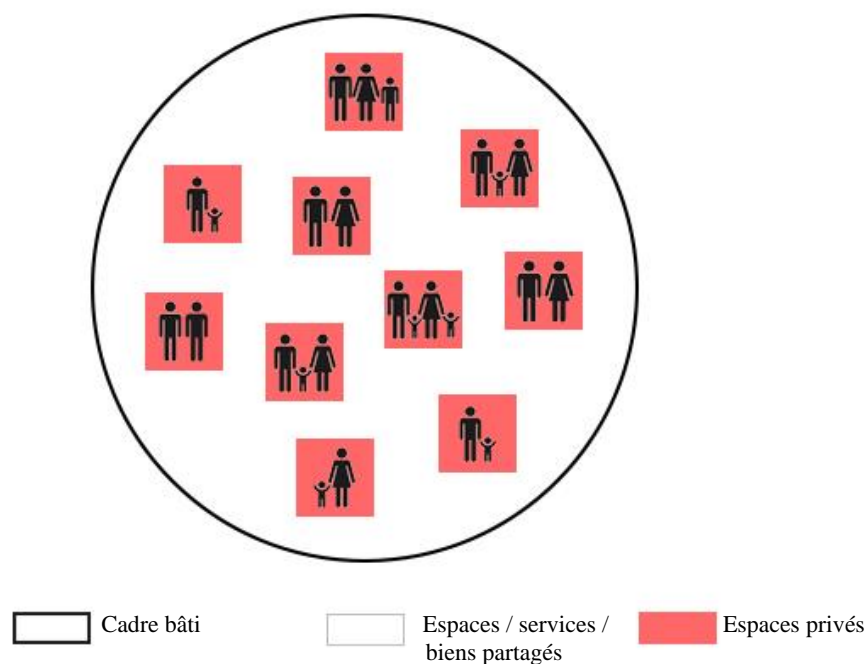 Cadre bâti
Espaces / services /
biens partagés
Espaces privés